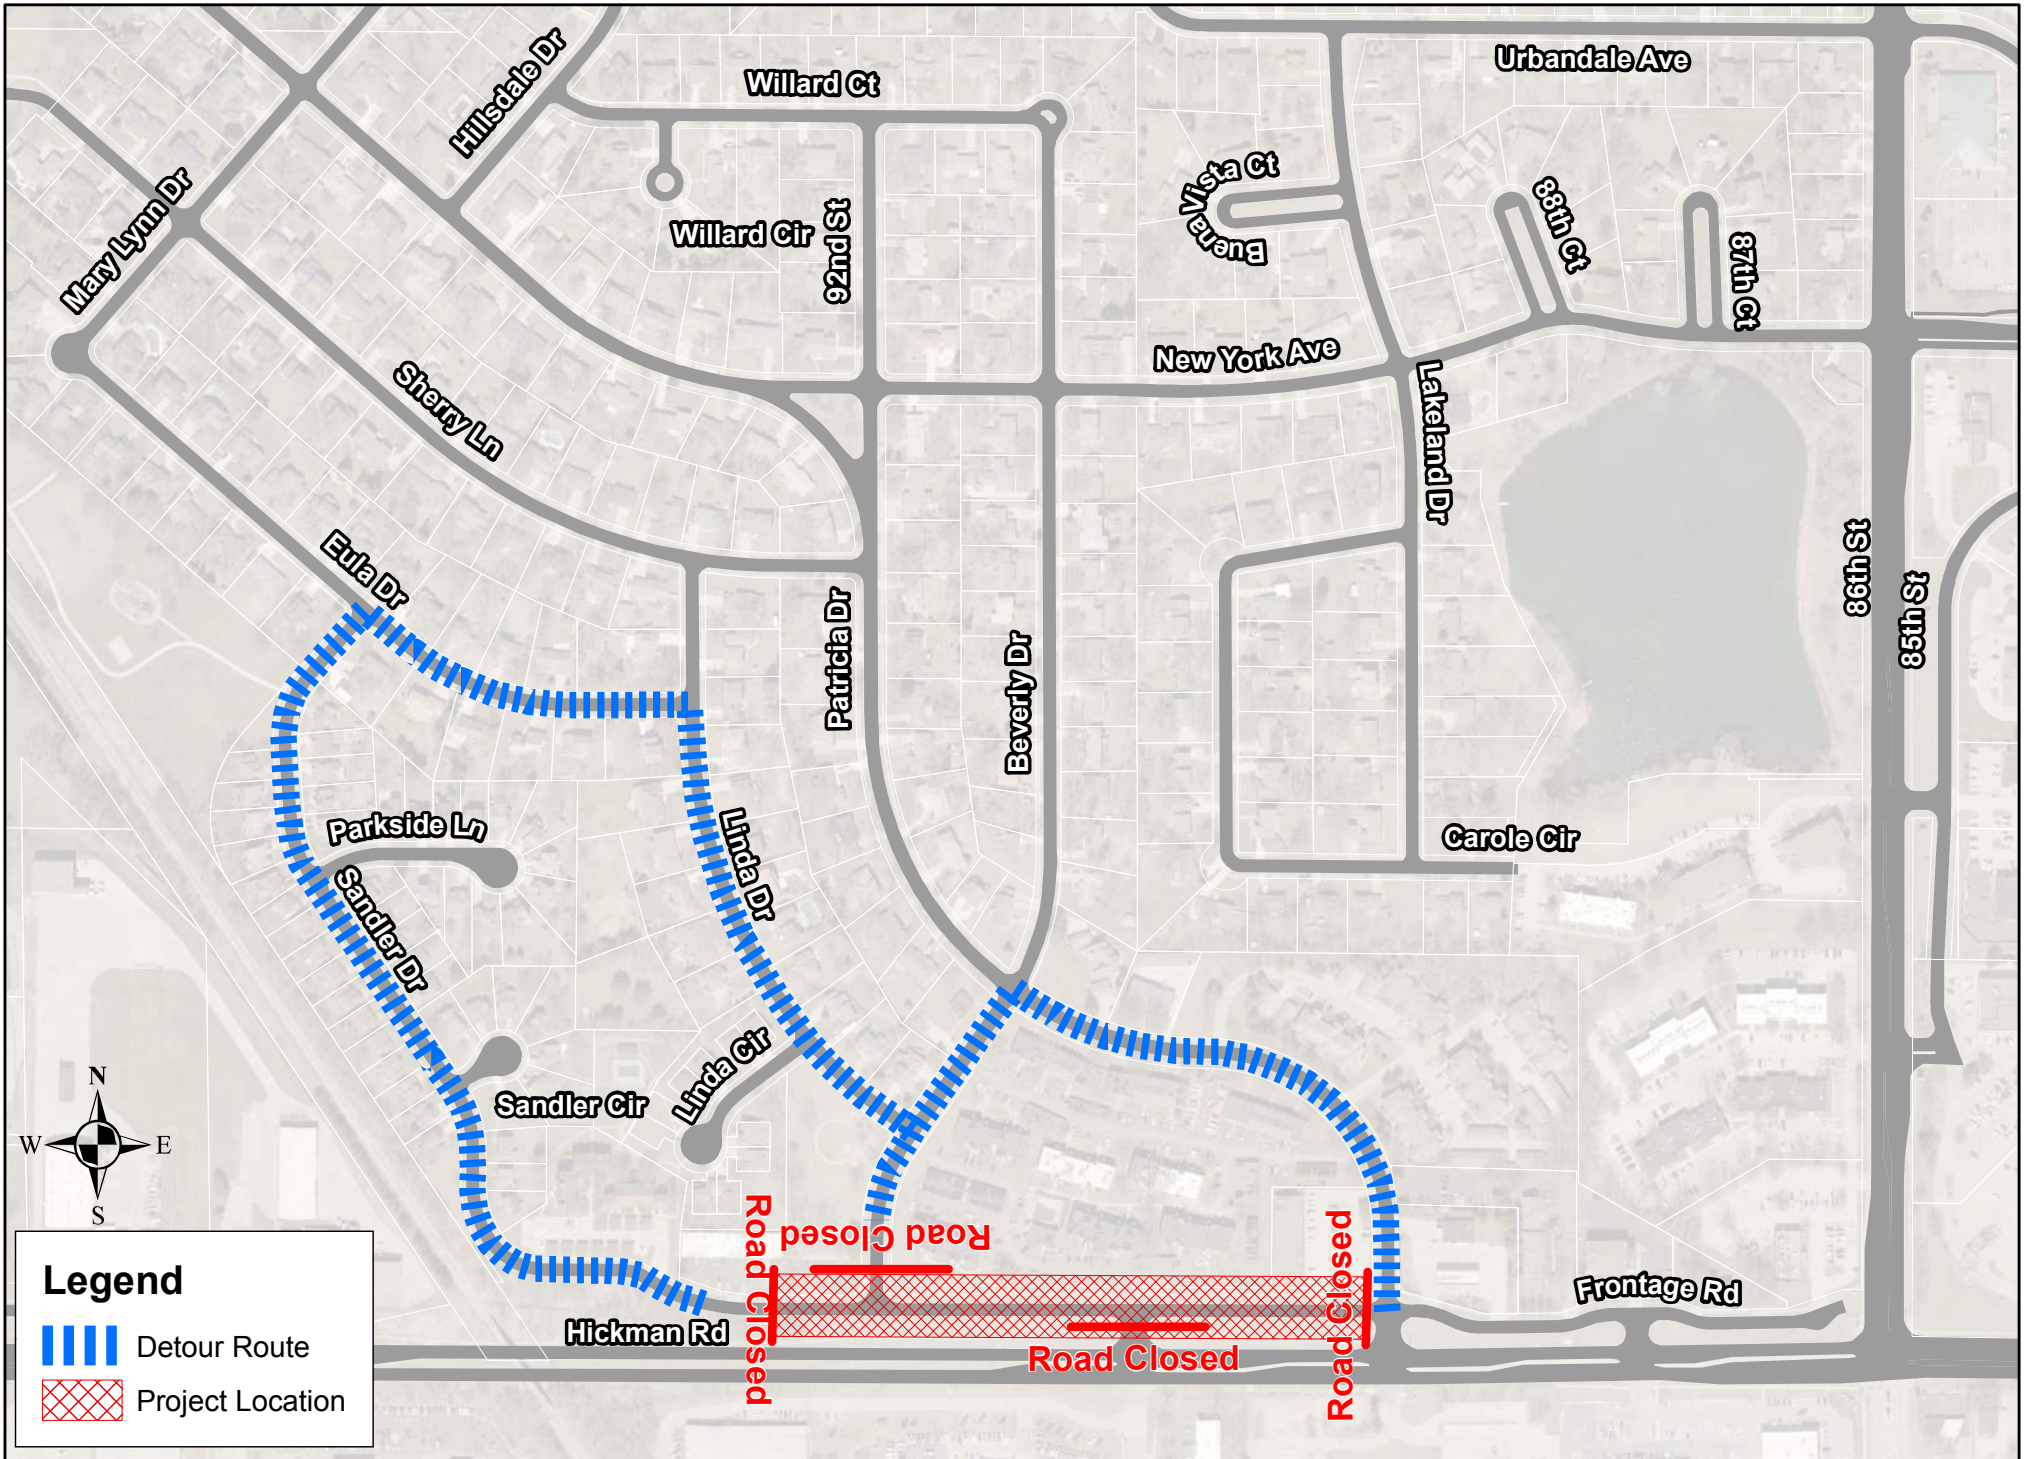 Urbandale Ave
Hillsdale Dr
Willard Ct
Buena Vista Ct
88th Ct
87th Ct
Mary Lynn Dr
Willard Cir
92nd St
New York Ave
Lakeland Dr
Sherry Ln
Eula Dr
86th St
85th St
Patricia Dr
Beverly Dr
Parkside Ln
Linda Dr
Carole Cir
Sandler Dr
Linda Cir
Sandler Cir
N
W
E
S
Road Closed
Road Closed
Road Closed
Road Closed
Frontage Rd
Hickman Rd
Legend
Detour Route
Project Location